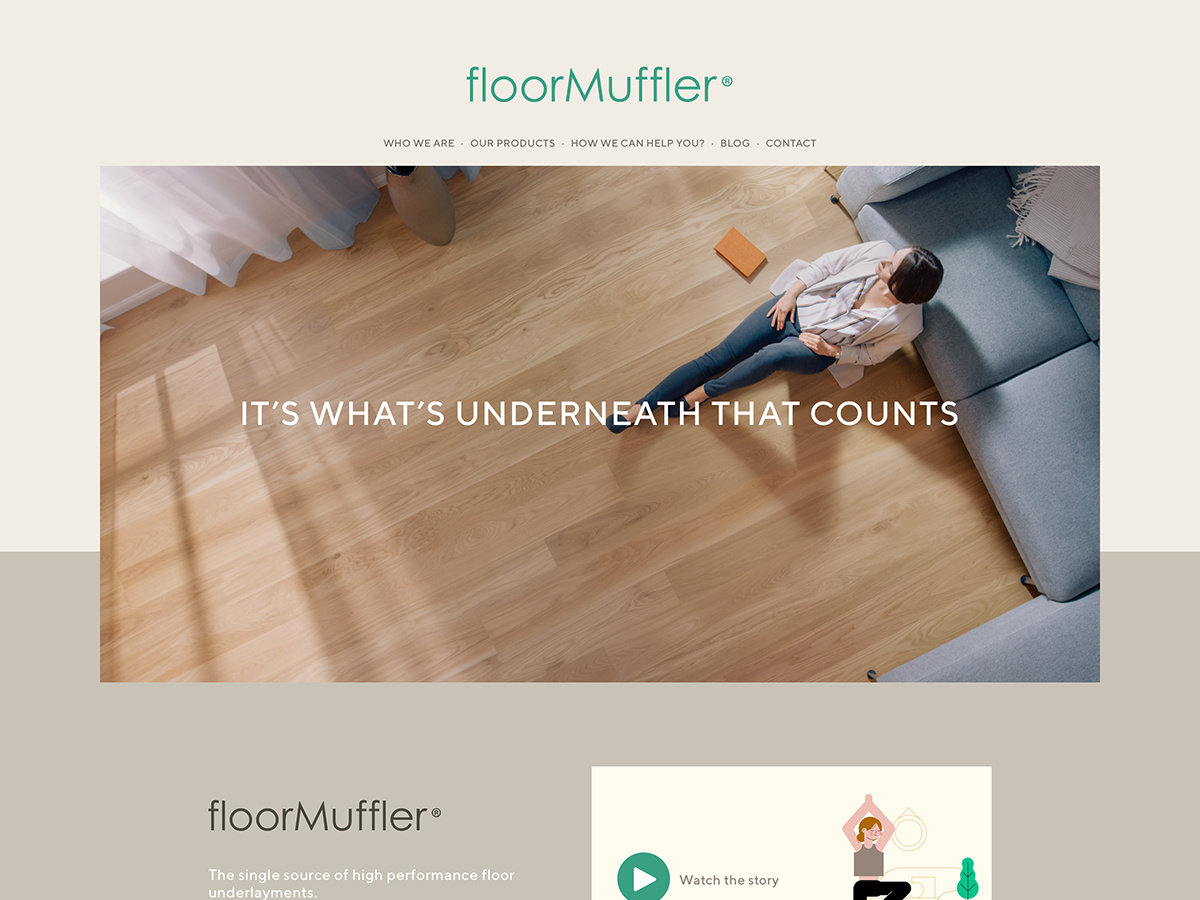 floorMuffler®
WHO WE ARE · OUR PRODUCTS · HOW WE CAN HELP YOU? · BLOG · CONTACT
IT’S WHAT’S UNDERNEATH THAT COUNTS
floorMuffler®
The single source of high performance floor
underlayments.
Watch the story